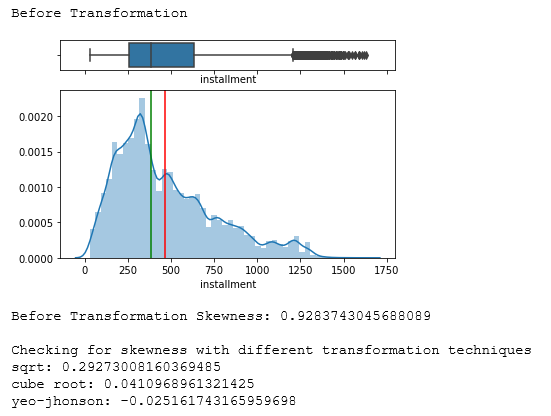 Before Transformation
installment
0.0020
0.0015
0.0010
0.0005
0.0000
0 250 500 750 1000 1250 1500 1750
installment
Before Transformation Skewness: 0.9283743045688089
Checking for skewness with different transformation techniques
sqrt: 0.29273008160369485
cube root: 0.0410968961321425
yeo-jhonson: -0.025161743165959698